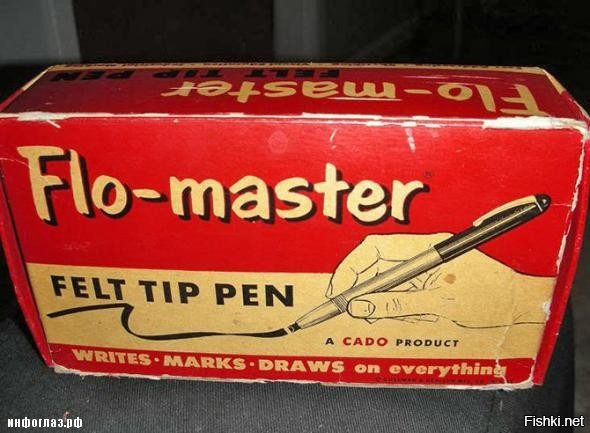 FELT TIP PEN
Flo-master
Flo-master®
FELT TIP PEN
A CADO PRODUCT
WRITES · MARKS · DRAWS on everything
инфоглаз.рф
Fishki.net